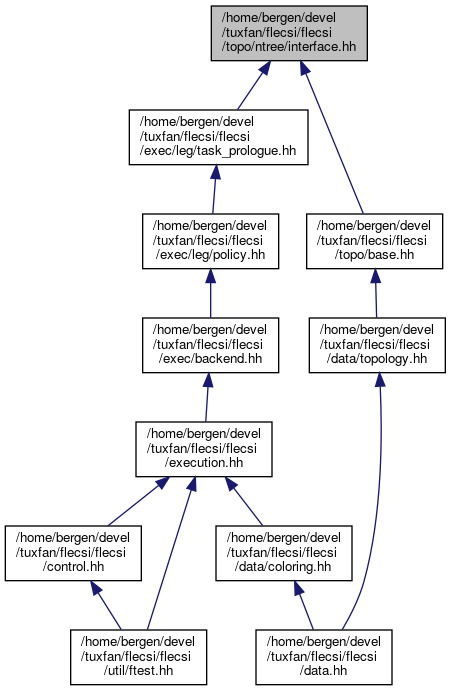 /home/bergen/devel
/tuxfan/flecsi/flecsi
/topo/ntree/interface.hh
/home/bergen/devel
/tuxfan/flecsi/flecsi
/exec/leg/task_prologue.hh
/home/bergen/devel
/tuxfan/flecsi/flecsi
/exec/leg/policy.hh
/home/bergen/devel
/tuxfan/flecsi/flecsi
/topo/base.hh
/home/bergen/devel
/tuxfan/flecsi/flecsi
/exec/backend.hh
/home/bergen/devel
/tuxfan/flecsi/flecsi
/data/topology.hh
/home/bergen/devel
/tuxfan/flecsi/flecsi
/execution.hh
/home/bergen/devel
/tuxfan/flecsi/flecsi
/control.hh
/home/bergen/devel
/tuxfan/flecsi/flecsi
/data/coloring.hh
/home/bergen/devel
/tuxfan/flecsi/flecsi
/util/ftest.hh
/home/bergen/devel
/tuxfan/flecsi/flecsi
/data.hh